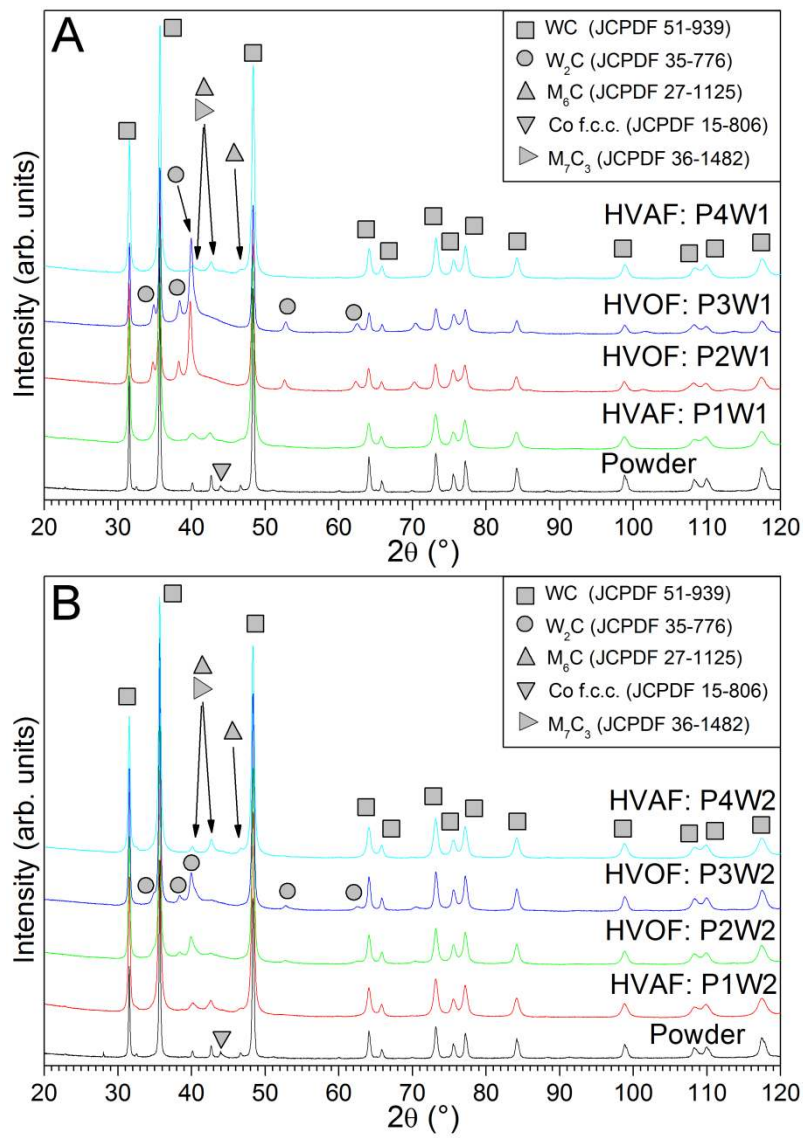 A
WC (JCPDF 51-939)
W₂C (JCPDF 35-776)
M₆C (JCPDF 27-1125)
Co f.c.c. (JCPDF 15-806)
M₇C₃ (JCPDF 36-1482)
HVAF: P4W1
HVOF: P3W1
HVOF: P2W1
HVAF: P1W1
Powder
Intensity (arb. units)
20 30 40 50 60 70 80 90 100 110 120
2θ (°)
B
WC (JCPDF 51-939)
W₂C (JCPDF 35-776)
M₆C (JCPDF 27-1125)
Co f.c.c. (JCPDF 15-806)
M₇C₃ (JCPDF 36-1482)
HVAF: P4W2
HVOF: P3W2
HVOF: P2W2
HVAF: P1W2
Powder
Intensity (arb. units)
20 30 40 50 60 70 80 90 100 110 120
2θ (°)